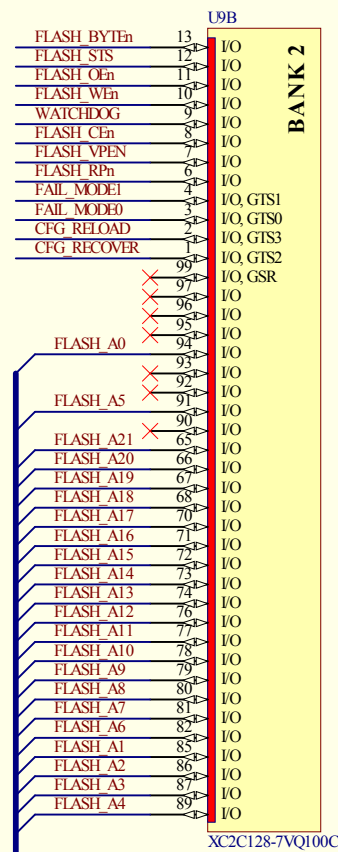 U9B
BANK 2
FLASH_BYTEn 13 I/O
FLASH_STS 12 I/O
FLASH_OEn 11 I/O
FLASH_WEn 10 I/O
WATCHDOG 9 I/O
FLASH_CEn 8 I/O
FLASH_VPEN 7 I/O
FLASH_RPn 6 I/O
FAIL_MODE1 4 I/O, GTS1
FAIL_MODE0 3 I/O, GTS0
CFG_RELOAD 2 I/O, GTS3
CFG_RECOVER 1 I/O, GTS2
99 I/O, GSR
97 I/O
96 I/O
95 I/O
FLASH_A0 94 I/O
93 I/O
92 I/O
FLASH_A5 91 I/O
90 I/O
FLASH_A21 65 I/O
FLASH_A20 66 I/O
FLASH_A19 67 I/O
FLASH_A18 68 I/O
FLASH_A17 70 I/O
FLASH_A16 71 I/O
FLASH_A15 72 I/O
FLASH_A14 73 I/O
FLASH_A13 74 I/O
FLASH_A12 76 I/O
FLASH_A11 77 I/O
FLASH_A10 78 I/O
FLASH_A9 79 I/O
FLASH_A8 80 I/O
FLASH_A7 81 I/O
FLASH_A6 82 I/O
FLASH_A1 85 I/O
FLASH_A2 86 I/O
FLASH_A3 87 I/O
FLASH_A4 89 I/O
XC2C128-7VQ100C